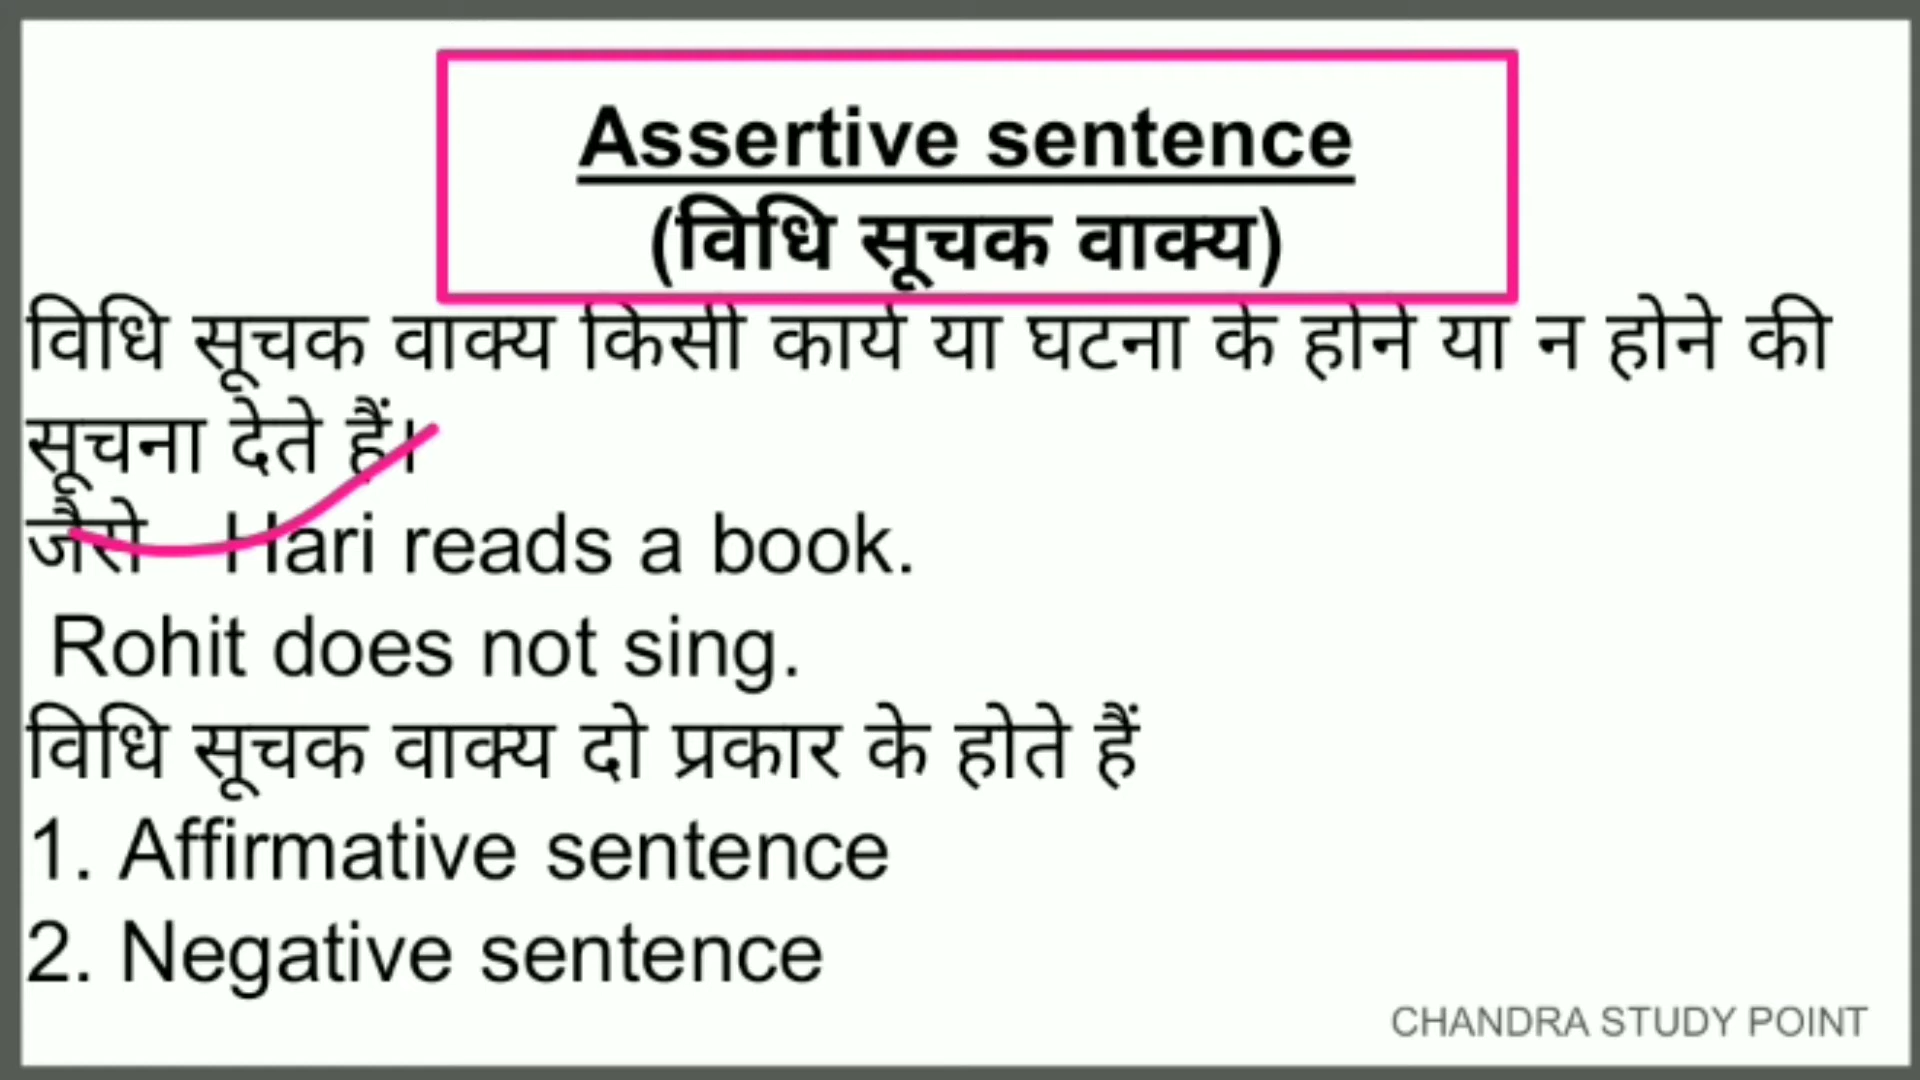 Assertive sentence
(विधि सूचक वाक्य)
विधि सूचक वाक्य किसी कार्य या घटना के होने या न होने की
सूचना देते हैं।
जैसे Hari reads a book.
Rohit does not sing.
विधि सूचक वाक्य दो प्रकार के होते हैं
1. Affirmative sentence
2. Negative sentence
CHANDRA STUDY POINT